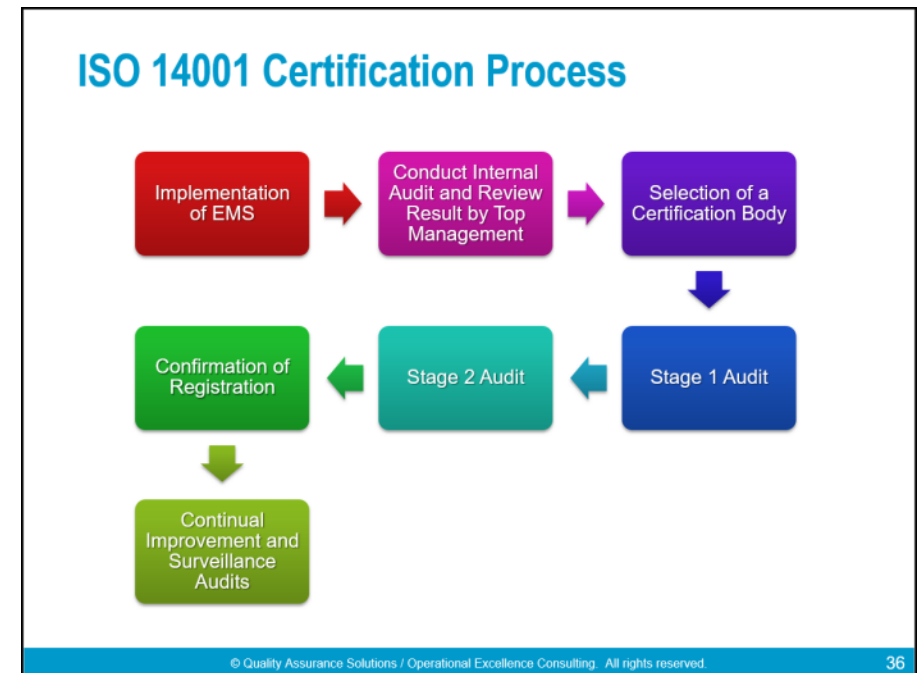 ISO 14001 Certification Process
Implementation
of EMS
Conduct Internal
Audit and Review
Result by Top
Management
Selection of a
Certification Body
Stage 1 Audit
Stage 2 Audit
Confirmation of
Registration
Continual
Improvement and
Surveillance
Audits
© Quality Assurance Solutions / Operational Excellence Consulting. All rights reserved.
36